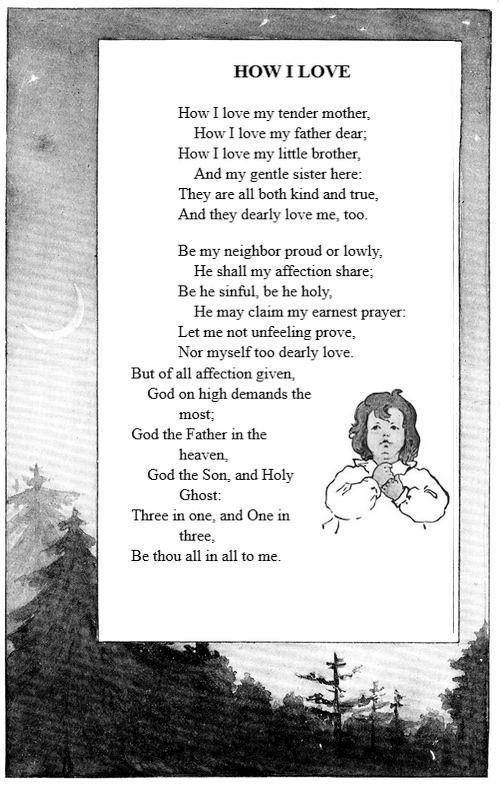 HOW I LOVE
How I love my tender mother,
How I love my father dear;
How I love my little brother,
And my gentle sister here:
They are all both kind and true,
And they dearly love me, too.
Be my neighbor proud or lowly,
He shall my affection share;
Be he sinful, be he holy,
He may claim my earnest prayer:
Let me not unfeeling prove,
Nor myself too dearly love.
But of all affection given,
God on high demands the
most;
God the Father in the
heaven,
God the Son, and Holy
Ghost:
Three in one, and One in
three,
Be thou all in all to me.